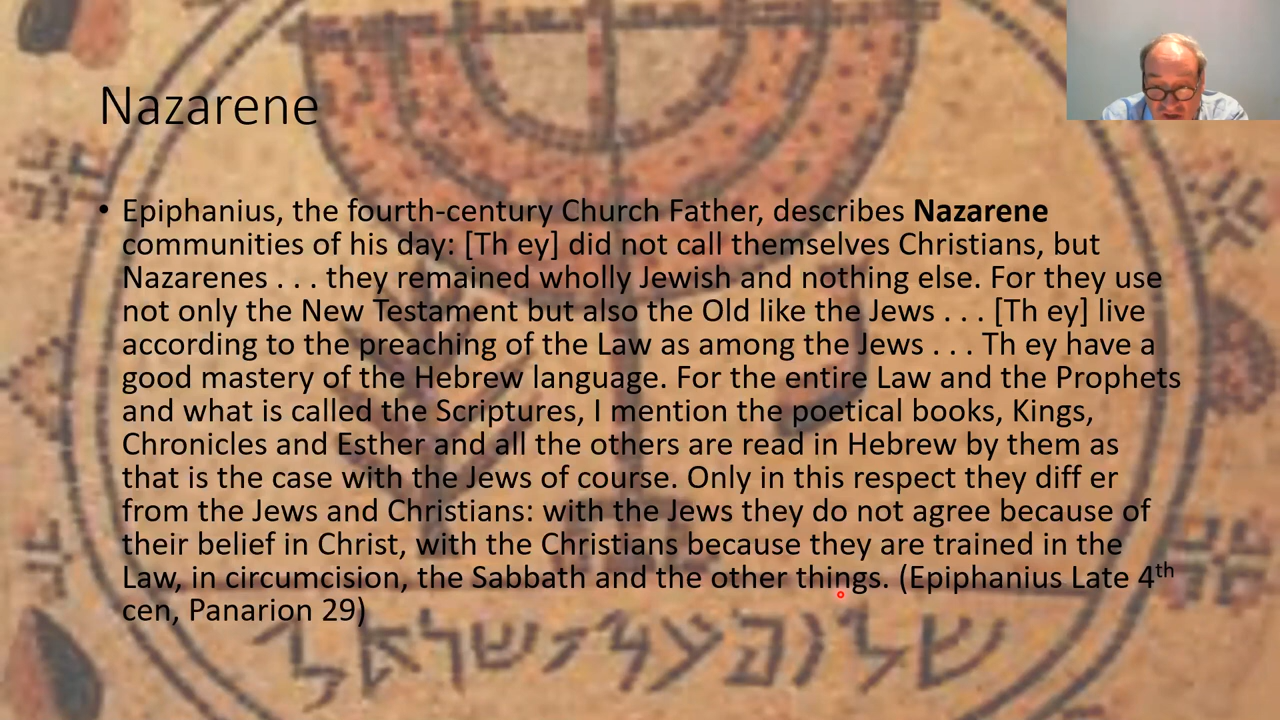 Nazarene
• Epiphanius, the fourth-century Church Father, describes Nazarene
communities of his day: [Th ey] did not call themselves Christians, but
Nazarenes . . . they remained wholly Jewish and nothing else. For they use
not only the New Testament but also the Old like the Jews . . . [Th ey] live
according to the preaching of the Law as among the Jews . . . Th ey have a
good mastery of the Hebrew language. For the entire Law and the Prophets
and what is called the Scriptures, I mention the poetical books, Kings,
Chronicles and Esther and all the others are read in Hebrew by them as
that is the case with the Jews of course. Only in this respect they diff er
from the Jews and Christians: with the Jews they do not agree because of
their belief in Christ, with the Christians because they are trained in the
Law, in circumcision, the Sabbath and the other things. (Epiphanius Late 4th
cen, Panarion 29)
שלום על ישראל